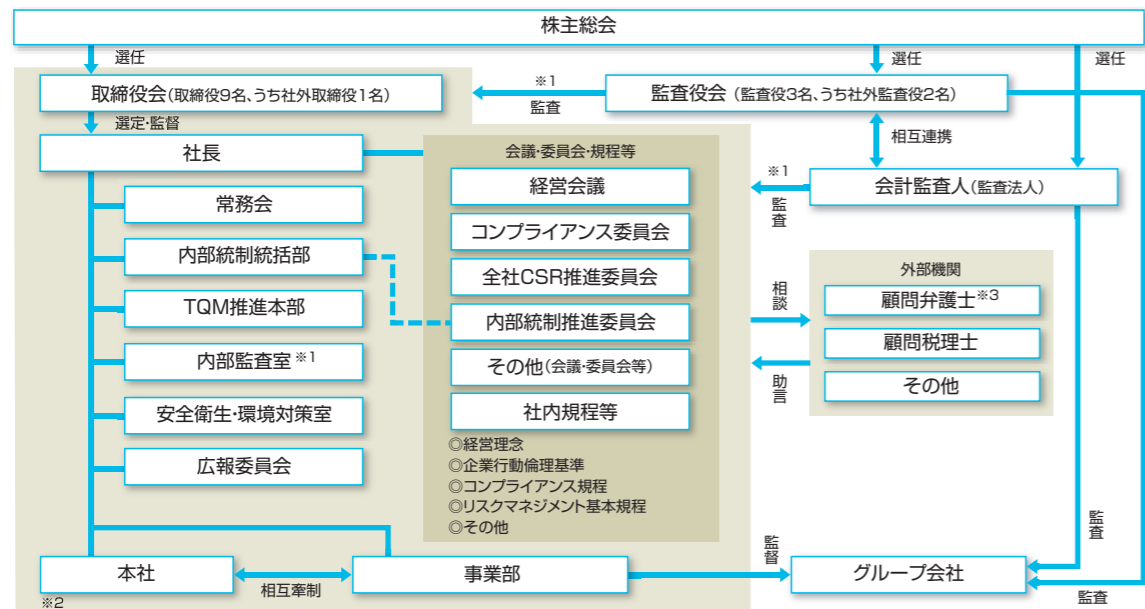 株主総会
選任
選任
選任
取締役会(取締役9名、うち社外取締役1名)
※1
監査
監査役会 (監査役3名、うち社外監査役2名)
選定・監督
相互連携
社長
会議・委員会・規程等
経営会議
※1
監査
会計監査人(監査法人)
常務会
コンプライアンス委員会
内部統制統括部
全社CSR推進委員会
外部機関
TQM推進本部
内部統制推進委員会
相談
顧問弁護士※3
内部監査室※1
その他(会議・委員会等)
助言
顧問税理士
安全衛生・環境対策室
社内規程等
その他
広報委員会
◎経営理念
◎企業行動倫理基準
◎コンプライアンス規程
◎リスクマネジメント基本規程
◎その他
監査
本社
相互牽制
事業部
監督
グループ会社
監査
※2